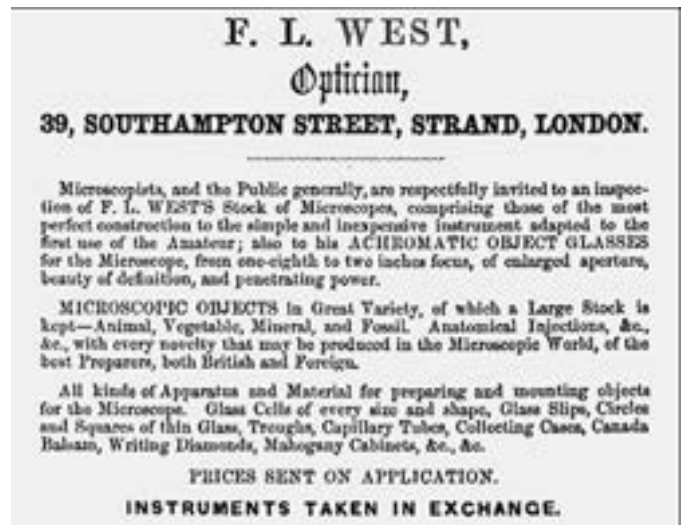 F. L. WEST,
Optician,
39, SOUTHAMPTON STREET, STRAND, LONDON.
Microscopists, and the Public generally, are respectfully invited to an inspec-
tion of F. L. WEST'S Stock of Microscopes, comprising those of the most
perfect construction to the simple and inexpensive instrument adapted to the
first use of the Amateur; also to his ACHROMATIC OBJECT GLASSES
for the Microscope, from one-eighth to two inches focus, of enlarged aperture,
beauty of definition, and penetrating power.
MICROSCOPIC OBJECTS in Great Variety, of which a Large Stock is
kept—Animal, Vegetable, Mineral, and Fossil. Anatomical Injections, &c.,
&c., with every novelty that may be produced in the Microscopic World, of the
best Preparers, both British and Foreign.
All kinds of Apparatus and Material for preparing and mounting objects
for the Microscope. Glass Cells of every size and shape, Glass Slips, Circles
and Squares of thin Glass, Troughs, Capillary Tubes, Collecting Cases, Canada
Balsam, Writing Diamonds, Mahogany Cabinets, &c., &c.
PRICES SENT ON APPLICATION.
INSTRUMENTS TAKEN IN EXCHANGE.